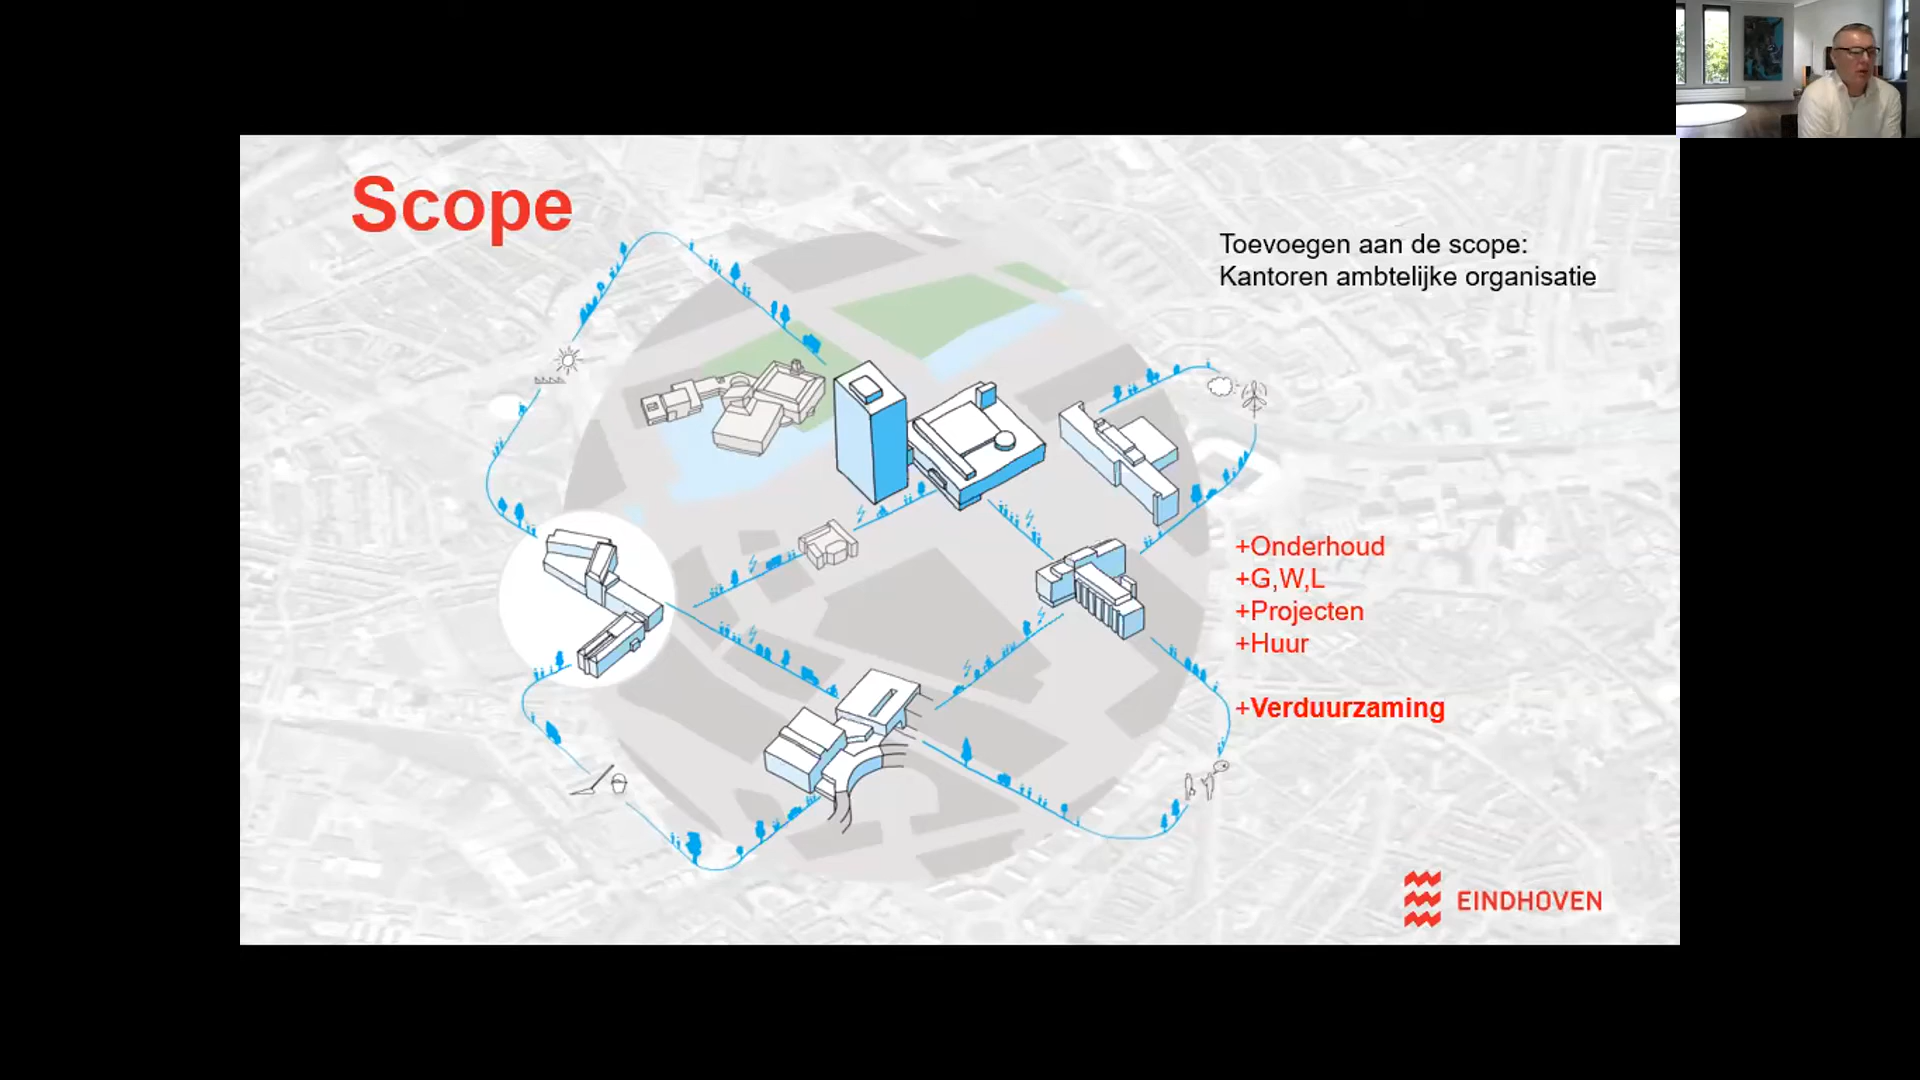 Scope
Toevoegen aan de scope:
Kantoren ambtelijke organisatie
+Onderhoud
+G,W,L
+Projecten
+Huur
+Verduurzaming
EINDHOVEN